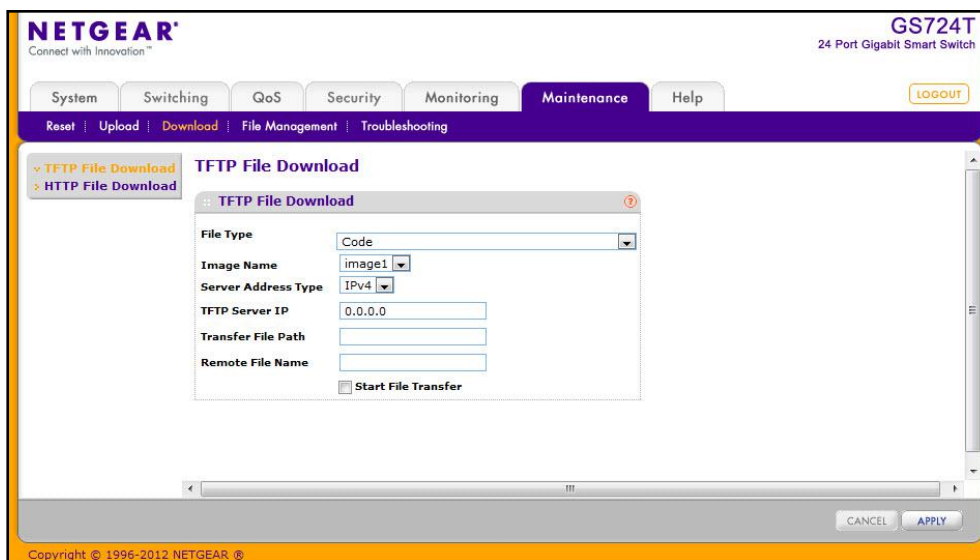 NETGEAR®
Connect with Innovation™
GS724T
24 Port Gigabit Smart Switch
System Switching QoS Security Monitoring Maintenance Help LOGOUT
Reset Upload Download File Management Troubleshooting
TFTP File Download
HTTP File Download
TFTP File Download
TFTP File Download
File Type Code
Image Name image1
Server Address Type IPv4
TFTP Server IP 0.0.0.0
Transfer File Path
Remote File Name
Start File Transfer
CANCEL APPLY
Copyright © 1996-2012 NETGEAR ®